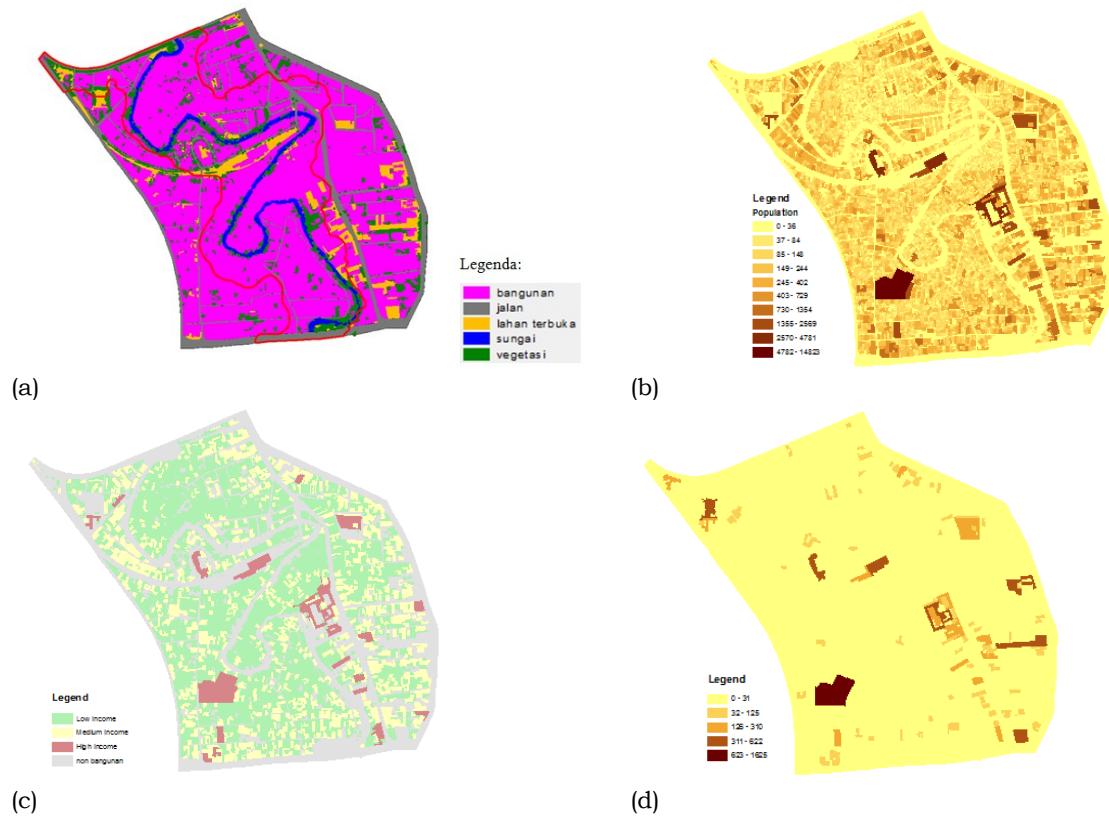 Legenda:
bangunan
jalan
lahan terbuka
sungai
vegetasi
(a)
Legend
Population
0 - 36
37 - 84
85 - 148
149 - 244
245 - 402
403 - 729
730 - 1354
1355 - 2569
2570 - 4781
4782 - 14823
(b)
Legend
Low Income
Medium Income
High Income
non bangunan
(c)
Legend
0 - 31
32 - 125
126 - 310
311 - 622
623 - 1625
(d)